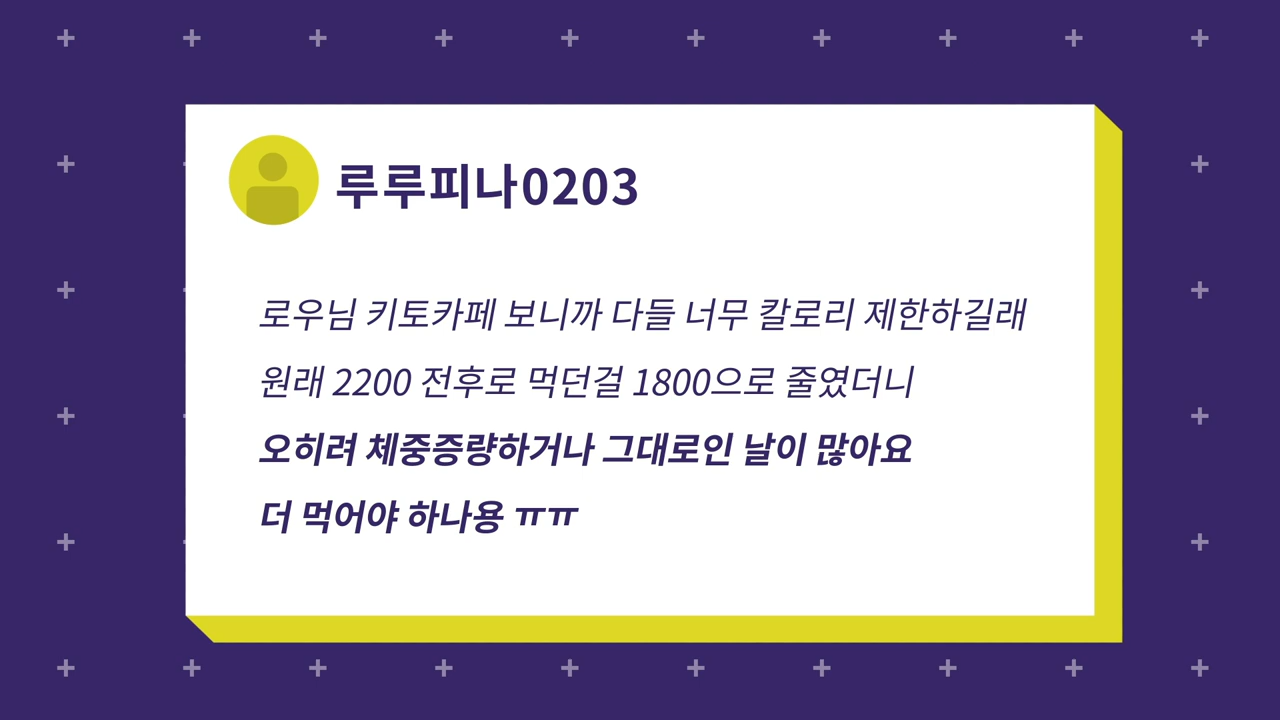 루루피나0203
로우님 키토카페 보니까 다들 너무 칼로리 제한하길래
원래 2200 전후로 먹던걸 1800으로 줄였더니
오히려 체중증량하거나 그대로인 날이 많아요
더 먹어야 하나용 ㅠㅠ